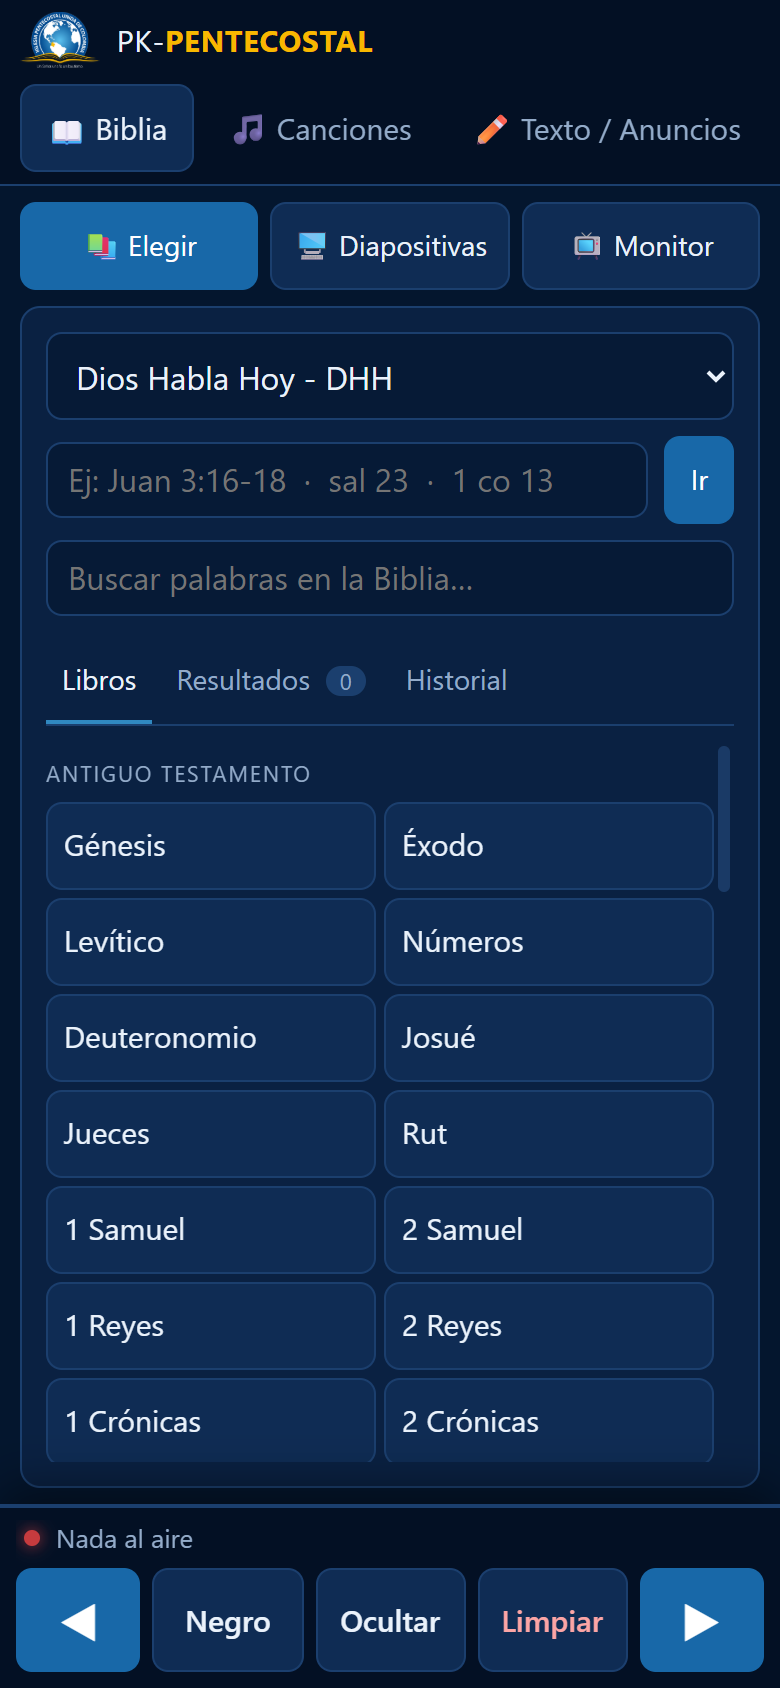 PK-PENTECOSTAL
Biblia
Canciones
Texto / Anuncios
Elegir
Diapositivas
Monitor
Dios Habla Hoy - DHH
Ej: Juan 3:16-18 · sal 23 · 1 co 13
Ir
Buscar palabras en la Biblia...
Libros
Resultados 0
Historial
ANTIGUO TESTAMENTO
Génesis
Éxodo
Levítico
Números
Deuteronomio
Josué
Jueces
Rut
1 Samuel
2 Samuel
1 Reyes
2 Reyes
1 Crónicas
2 Crónicas
Nada al aire
Negro
Ocultar
Limpiar